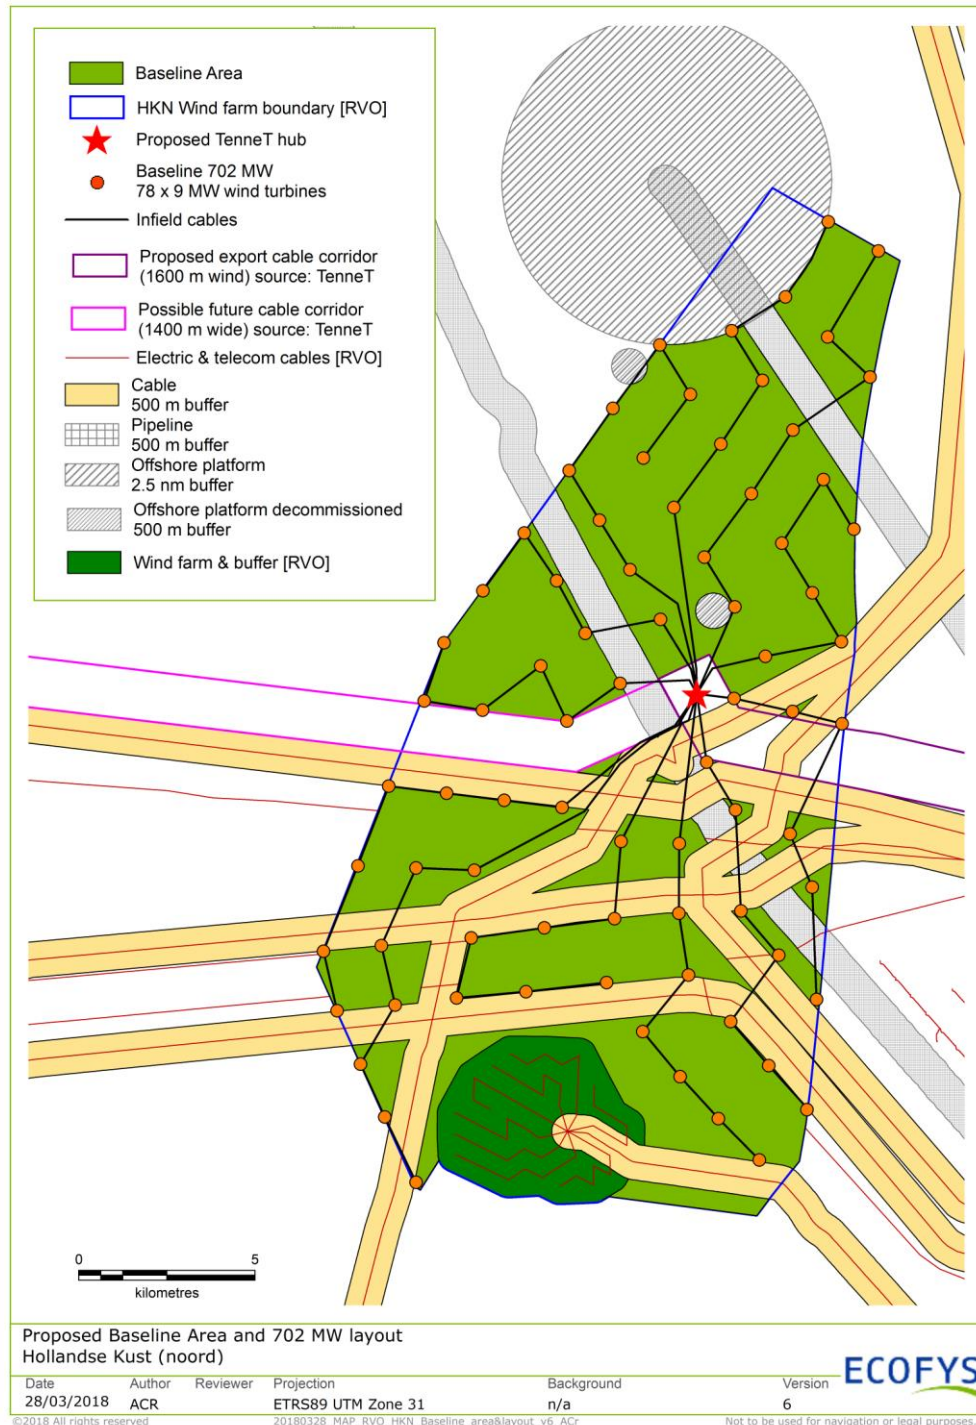 Baseline Area
HKN Wind farm boundary [RVO]
Proposed TenneT hub
Baseline 702 MW
78 x 9 MW wind turbines
Infield cables
Proposed export cable corridor
(1600 m wind) source: TenneT
Possible future cable corridor
(1400 m wide) source: TenneT
Electric & telecom cables [RVO]
Cable
500 m buffer
Pipeline
500 m buffer
Offshore platform
2.5 nm buffer
Offshore platform decommissioned
500 m buffer
Wind farm & buffer [RVO]
0 5
kilometres
Proposed Baseline Area and 702 MW layout
Hollandse Kust (noord)
Date Author Reviewer Projection Background Version
28/03/2018 ACR ETRS89 UTM Zone 31 n/a 6
ECOFYS
©2018 All rights reserved 20180328_MAP_RVO_HKN_Baseline_area&layout_v6_ACr Not to be used for navigation or legal purposes.